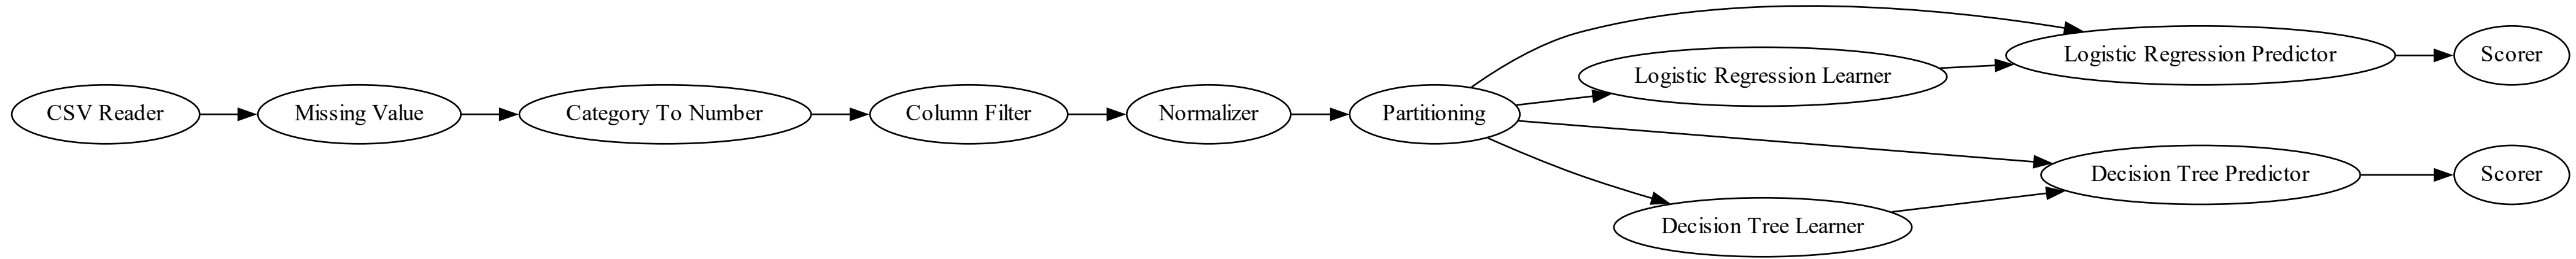 CSV Reader
Missing Value
Category To Number
Column Filter
Normalizer
Partitioning
Logistic Regression Learner
Logistic Regression Predictor
Scorer
Decision Tree Learner
Decision Tree Predictor
Scorer